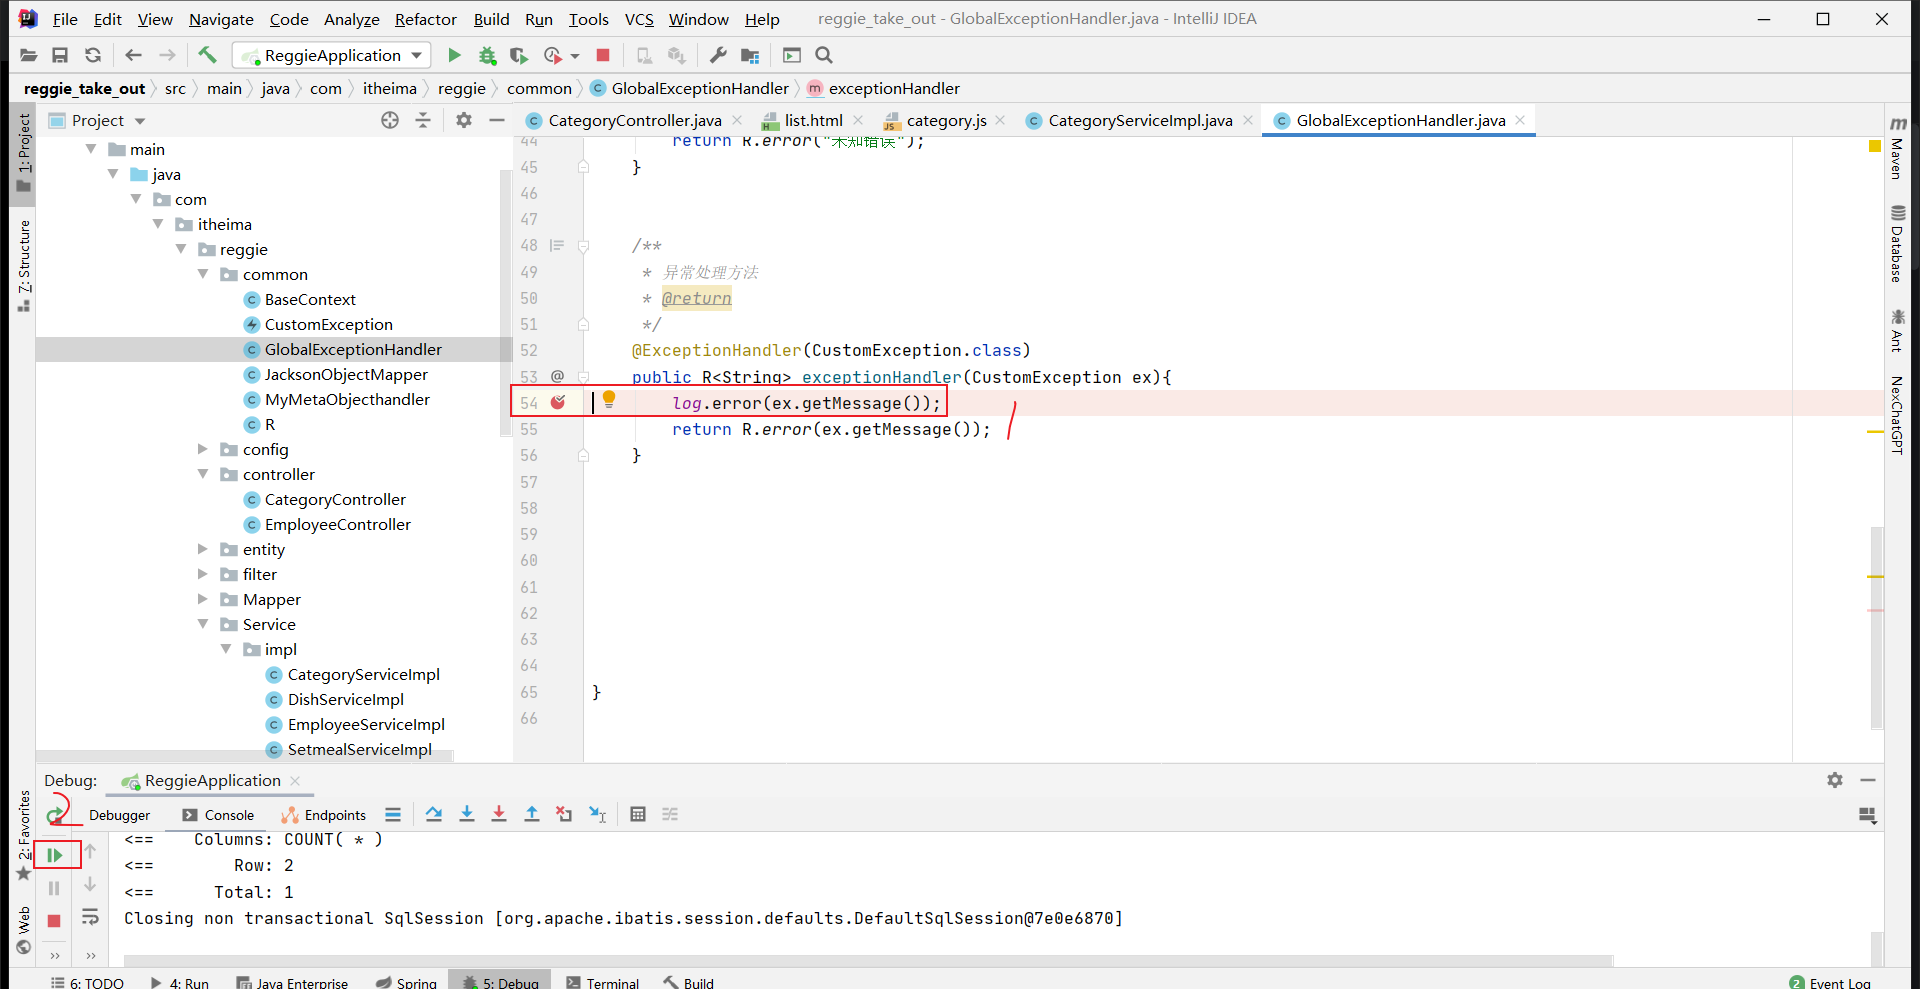 File Edit View Navigate Code Analyze Refactor Build Run Tools VCS Window Help reggie_take_out - GlobalExceptionHandler.java - IntelliJ IDEA
ReggieApplication
reggie_take_out src main java com itheima reggie common GlobalExceptionHandler exceptionHandler
Project
CategoryController.java list.html category.js CategoryServiceImpl.java GlobalExceptionHandler.java
1: Project
7: Structure
2: Favorites
Web
main
java
com
itheima
reggie
common
BaseContext
CustomException
GlobalExceptionHandler
JacksonObjectMapper
MyMetaObjecthandler
R
config
controller
CategoryController
EmployeeController
entity
filter
Mapper
Service
impl
CategoryServiceImpl
DishServiceImpl
EmployeeServiceImpl
SetmealServiceImpl
44 return R.error("未知错误");
45 }
46
47
48 /**
49 * 异常处理方法
50 * @return
51 */
52 @ExceptionHandler(CustomException.class)
53 public R<String> exceptionHandler(CustomException ex){
54 log.error(ex.getMessage());
55 return R.error(ex.getMessage());
56 }
57
58
59
60
61
62
63
64
65 }
66
Maven
Database
Ant
NexChatGPT
Debug: ReggieApplication
2
Debugger Console Endpoints
<== Columns: COUNT( * )
<== Row: 2
<== Total: 1
Closing non transactional SqlSession [org.apache.ibatis.session.defaults.DefaultSqlSession@7e0e6870]
6: TODO 4: Run Java Enterprise Spring 5: Debug Terminal Build 2 Event Log